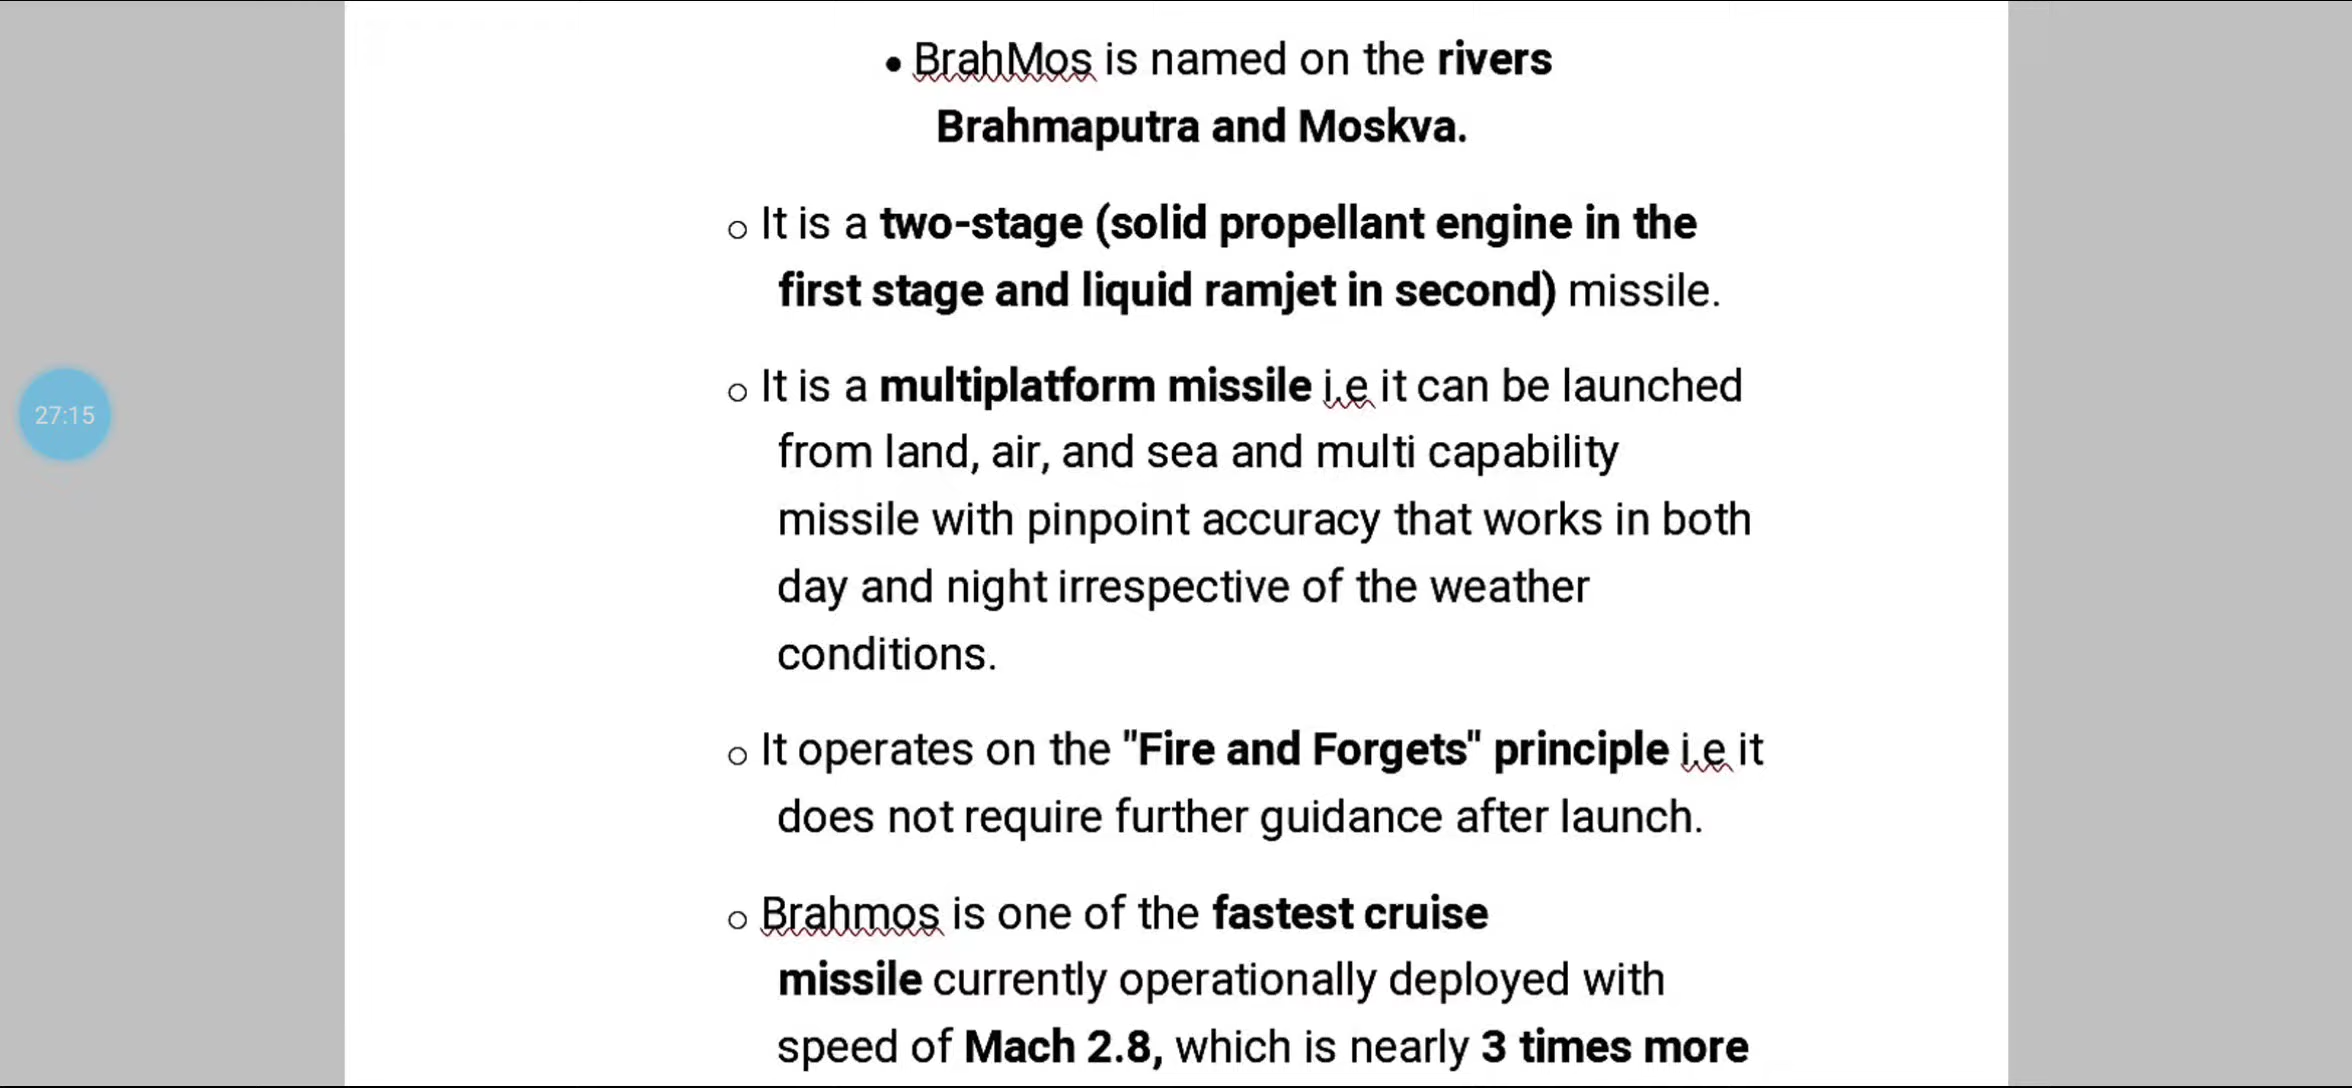 • BrahMos is named on the rivers
Brahmaputra and Moskva.
o It is a two-stage (solid propellant engine in the
first stage and liquid ramjet in second) missile.
o It is a multiplatform missile i.e it can be launched
from land, air, and sea and multi capability
missile with pinpoint accuracy that works in both
day and night irrespective of the weather
conditions.
27:15
o It operates on the "Fire and Forgets" principle i.e it
does not require further guidance after launch.
o Brahmos is one of the fastest cruise
missile currently operationally deployed with
speed of Mach 2.8, which is nearly 3 times more